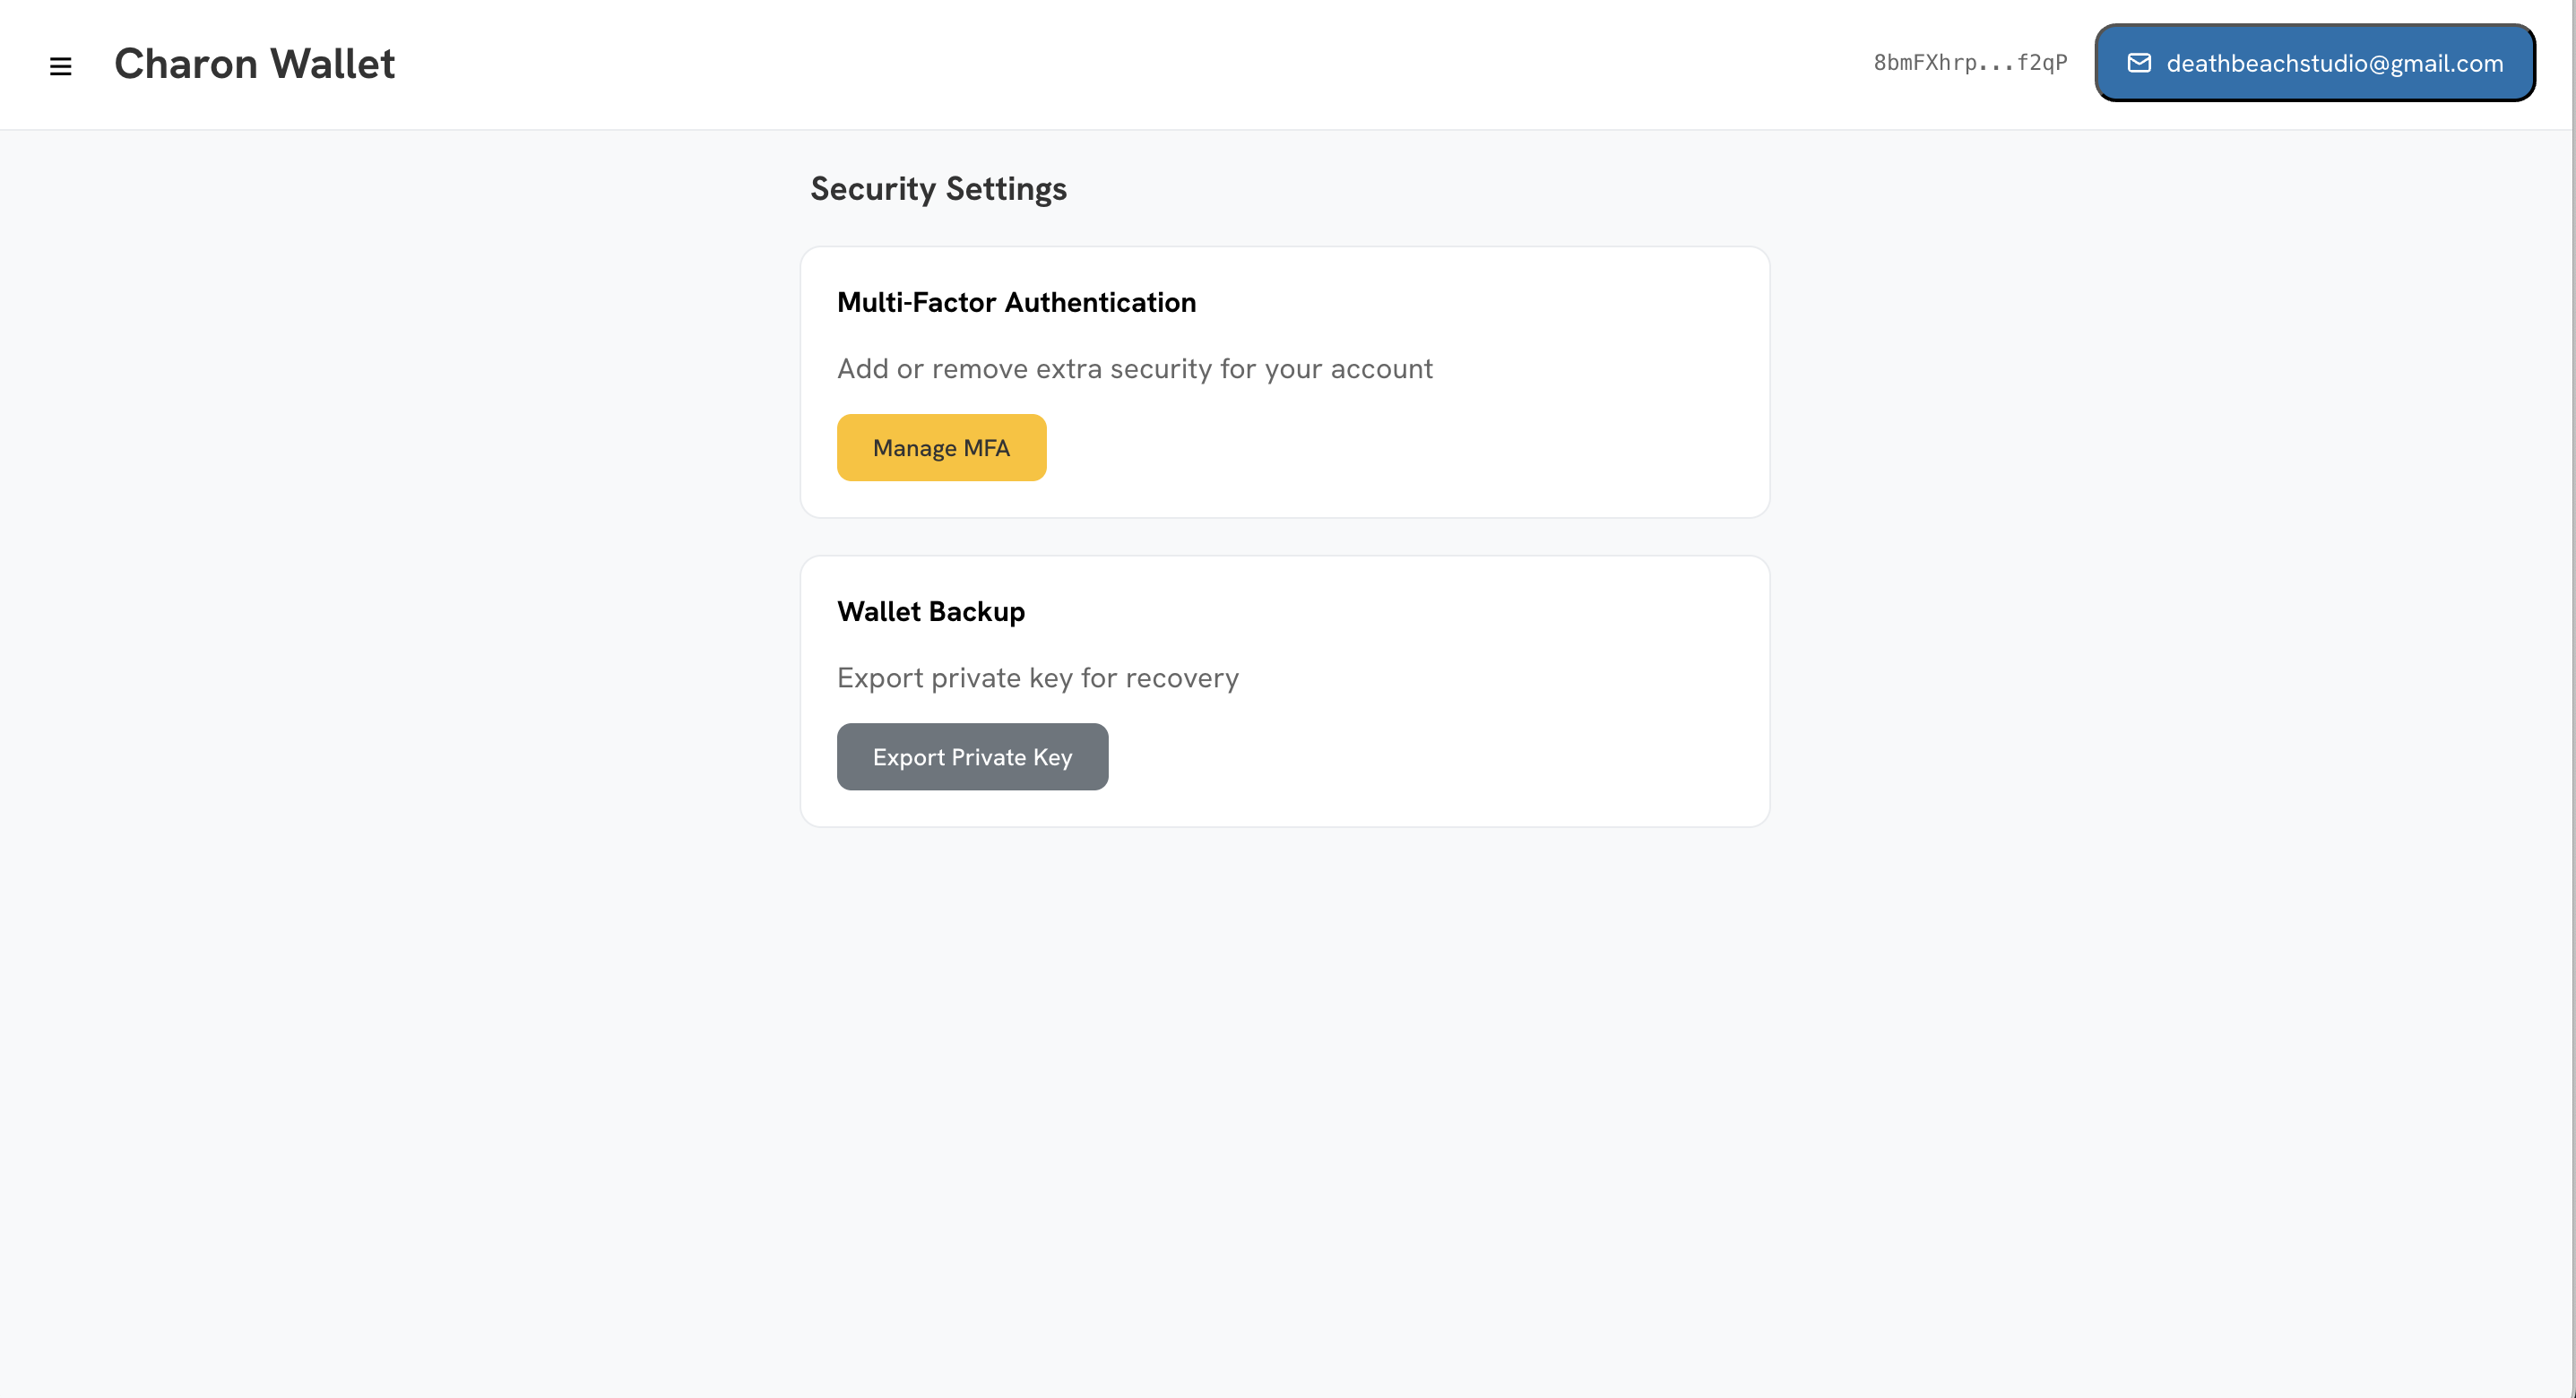 Charon Wallet
8bmFXhrp...f2qP
deathbeachstudio@gmail.com
Security Settings
Multi-Factor Authentication
Add or remove extra security for your account
Manage MFA
Wallet Backup
Export private key for recovery
Export Private Key